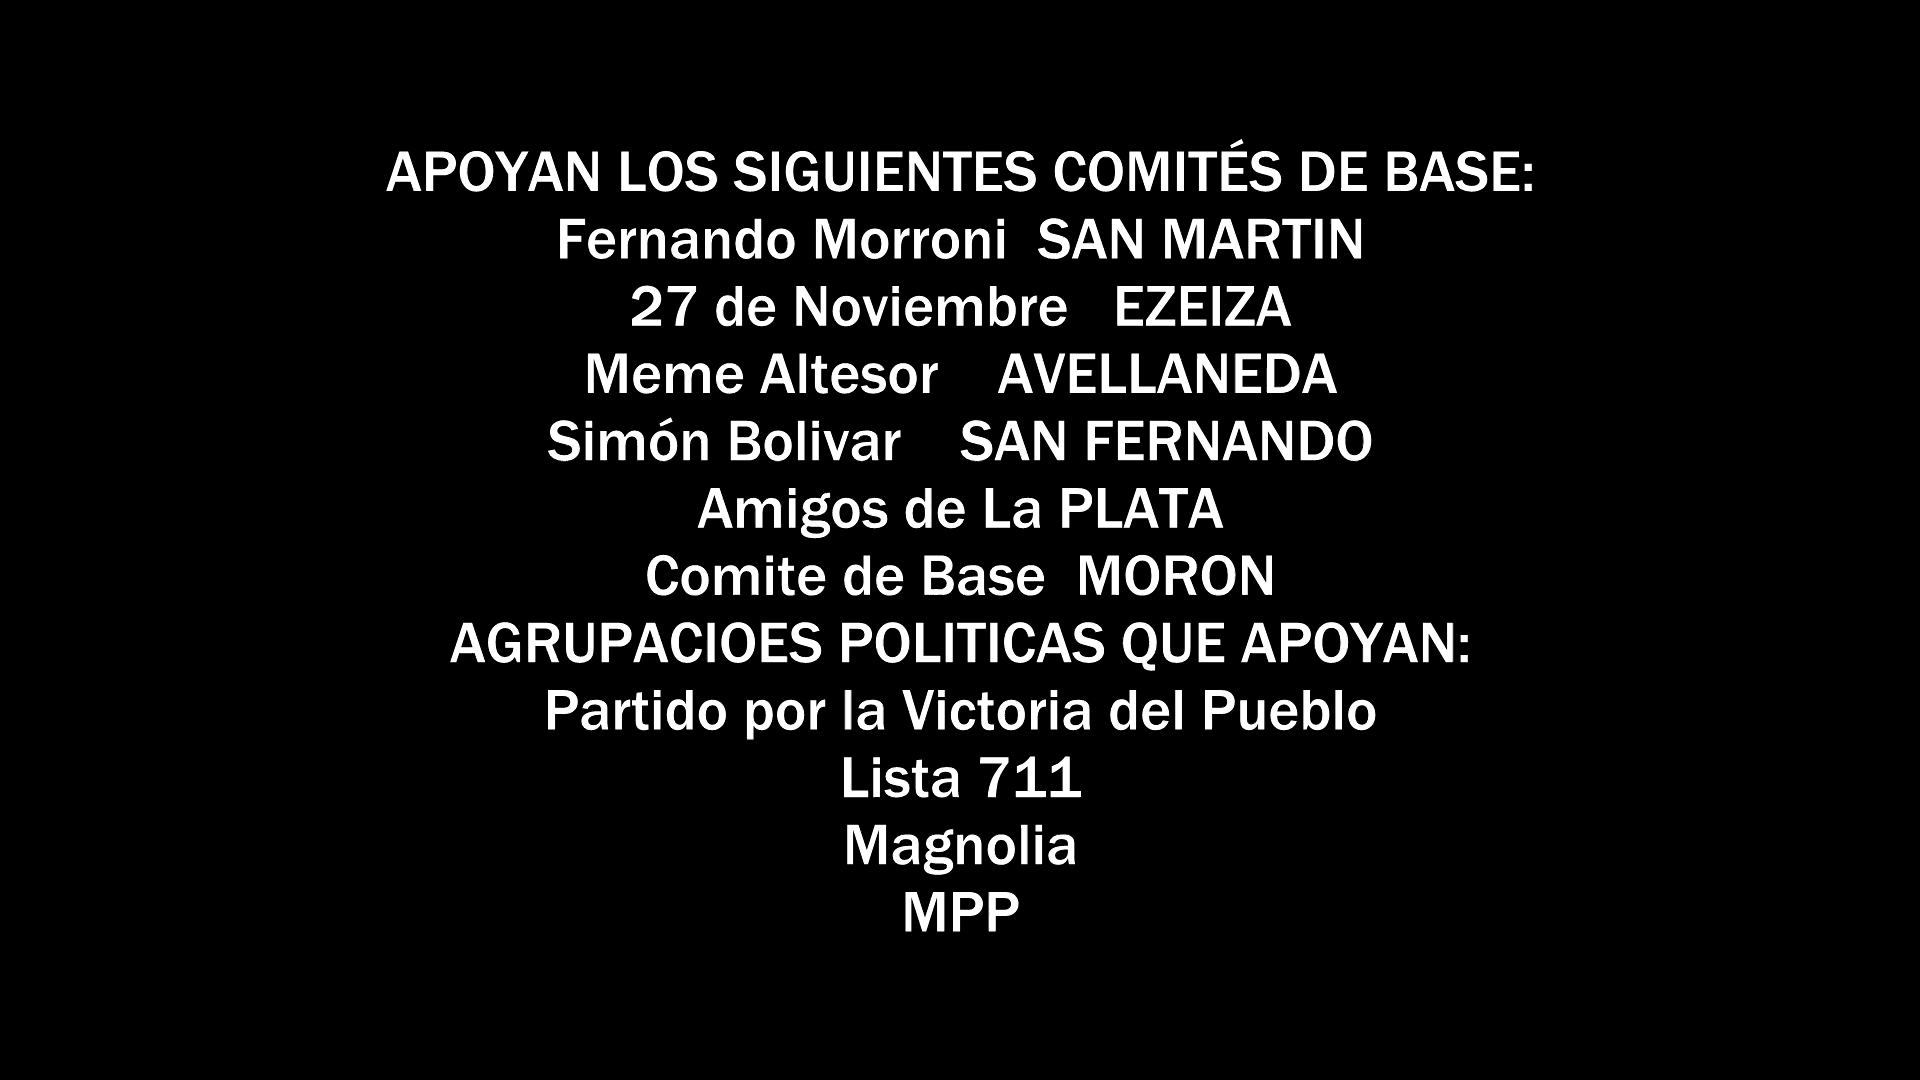 APOYAN LOS SIGUIENTES COMITÉS DE BASE:
Fernando Morroni  SAN MARTIN
27 de Noviembre   EZEIZA
Meme Altesor    AVELLANEDA
Simón Bolivar    SAN FERNANDO
Amigos de La PLATA
Comite de Base  MORON
AGRUPACIOES POLITICAS QUE APOYAN:
Partido por la Victoria del Pueblo
Lista 711
Magnolia
MPP